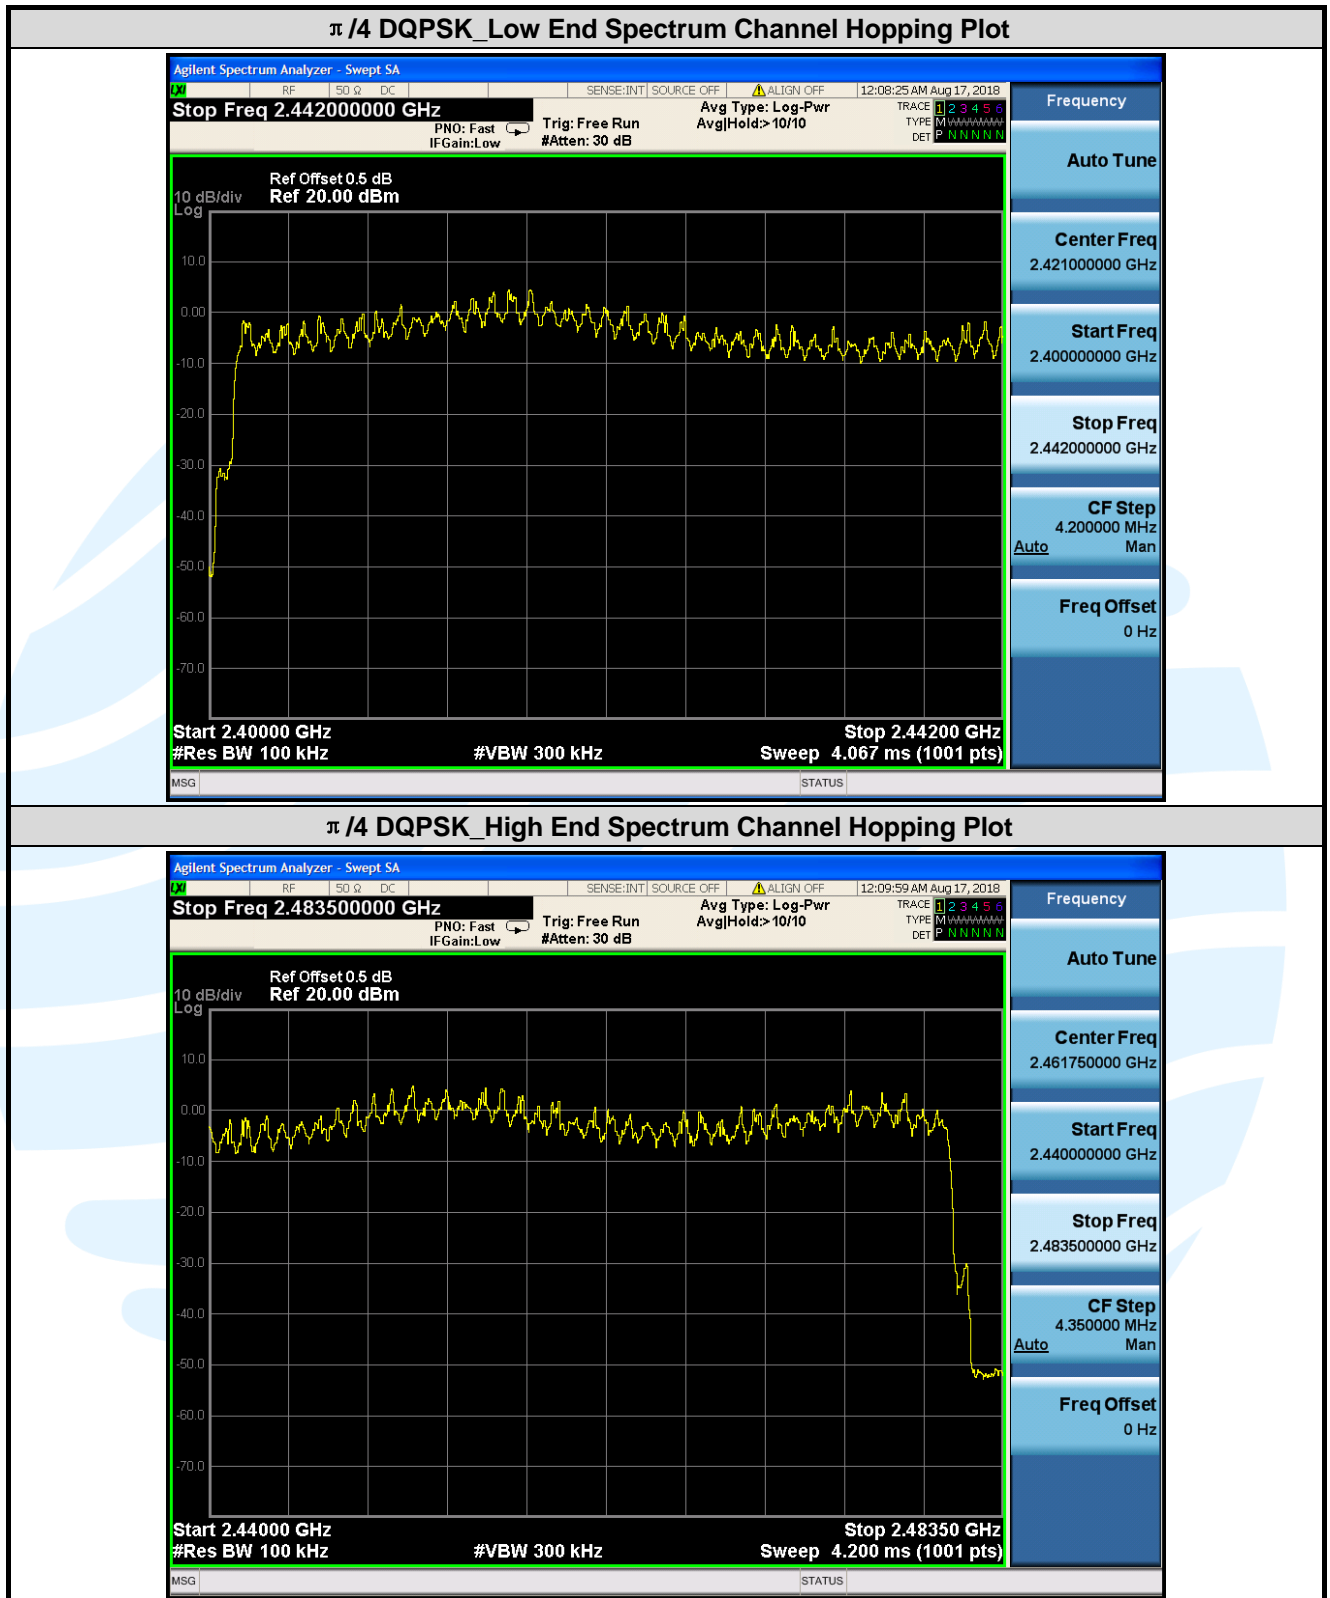 π/4 DQPSK_Low End Spectrum Channel Hopping Plot
Agilent Spectrum Analyzer - Swept SA
LXI RF 50 Ω DC SENSE:INT SOURCE OFF ALIGN OFF 12:08:25 AM Aug 17, 2018
Stop Freq 2.442000000 GHz
PNO: Fast
IFGain:Low
Trig: Free Run
#Atten: 30 dB
Avg Type: Log-Pwr
Avg|Hold:>10/10
TRACE 1 2 3 4 5 6
TYPE M
DET P N N N N N
Ref Offset 0.5 dB
10 dB/div Ref 20.00 dBm
Log
10.0
0.00
-10.0
-20.0
-30.0
-40.0
-50.0
-60.0
-70.0
Start 2.40000 GHz Stop 2.44200 GHz
#Res BW 100 kHz #VBW 300 kHz Sweep 4.067 ms (1001 pts)
MSG STATUS
Frequency
Auto Tune
Center Freq
2.421000000 GHz
Start Freq
2.400000000 GHz
Stop Freq
2.442000000 GHz
CF Step
4.200000 MHz
Auto Man
Freq Offset
0 Hz
π/4 DQPSK_High End Spectrum Channel Hopping Plot
Agilent Spectrum Analyzer - Swept SA
LXI RF 50 Ω DC SENSE:INT SOURCE OFF ALIGN OFF 12:09:59 AM Aug 17, 2018
Stop Freq 2.483500000 GHz
PNO: Fast
IFGain:Low
Trig: Free Run
#Atten: 30 dB
Avg Type: Log-Pwr
Avg|Hold:>10/10
TRACE 1 2 3 4 5 6
TYPE M
DET P N N N N N
Ref Offset 0.5 dB
10 dB/div Ref 20.00 dBm
Log
10.0
0.00
-10.0
-20.0
-30.0
-40.0
-50.0
-60.0
-70.0
Start 2.44000 GHz Stop 2.48350 GHz
#Res BW 100 kHz #VBW 300 kHz Sweep 4.200 ms (1001 pts)
MSG STATUS
Frequency
Auto Tune
Center Freq
2.461750000 GHz
Start Freq
2.440000000 GHz
Stop Freq
2.483500000 GHz
CF Step
4.350000 MHz
Auto Man
Freq Offset
0 Hz